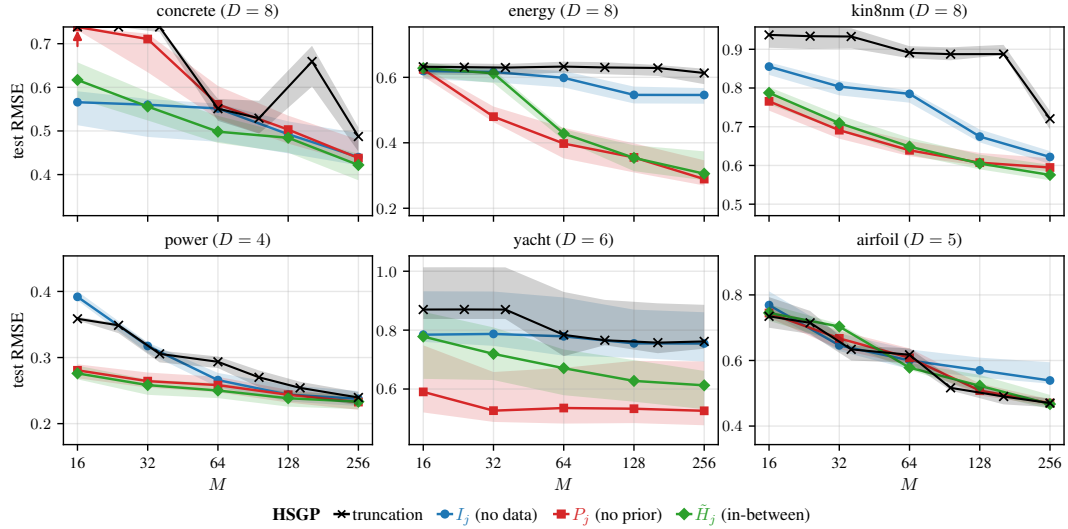 concrete (D = 8)
energy (D = 8)
kin8nm (D = 8)
test RMSE
0.7
0.6
0.5
0.4
0.6
0.4
0.2
0.9
0.8
0.7
0.6
0.5
power (D = 4)
yacht (D = 6)
airfoil (D = 5)
test RMSE
0.4
0.3
0.2
1.0
0.8
0.6
0.8
0.6
0.4
16 32 64 128 256
16 32 64 128 256
16 32 64 128 256
M
M
M
HSGP truncation I_j (no data) P_j (no prior) H̃_j (in-between)